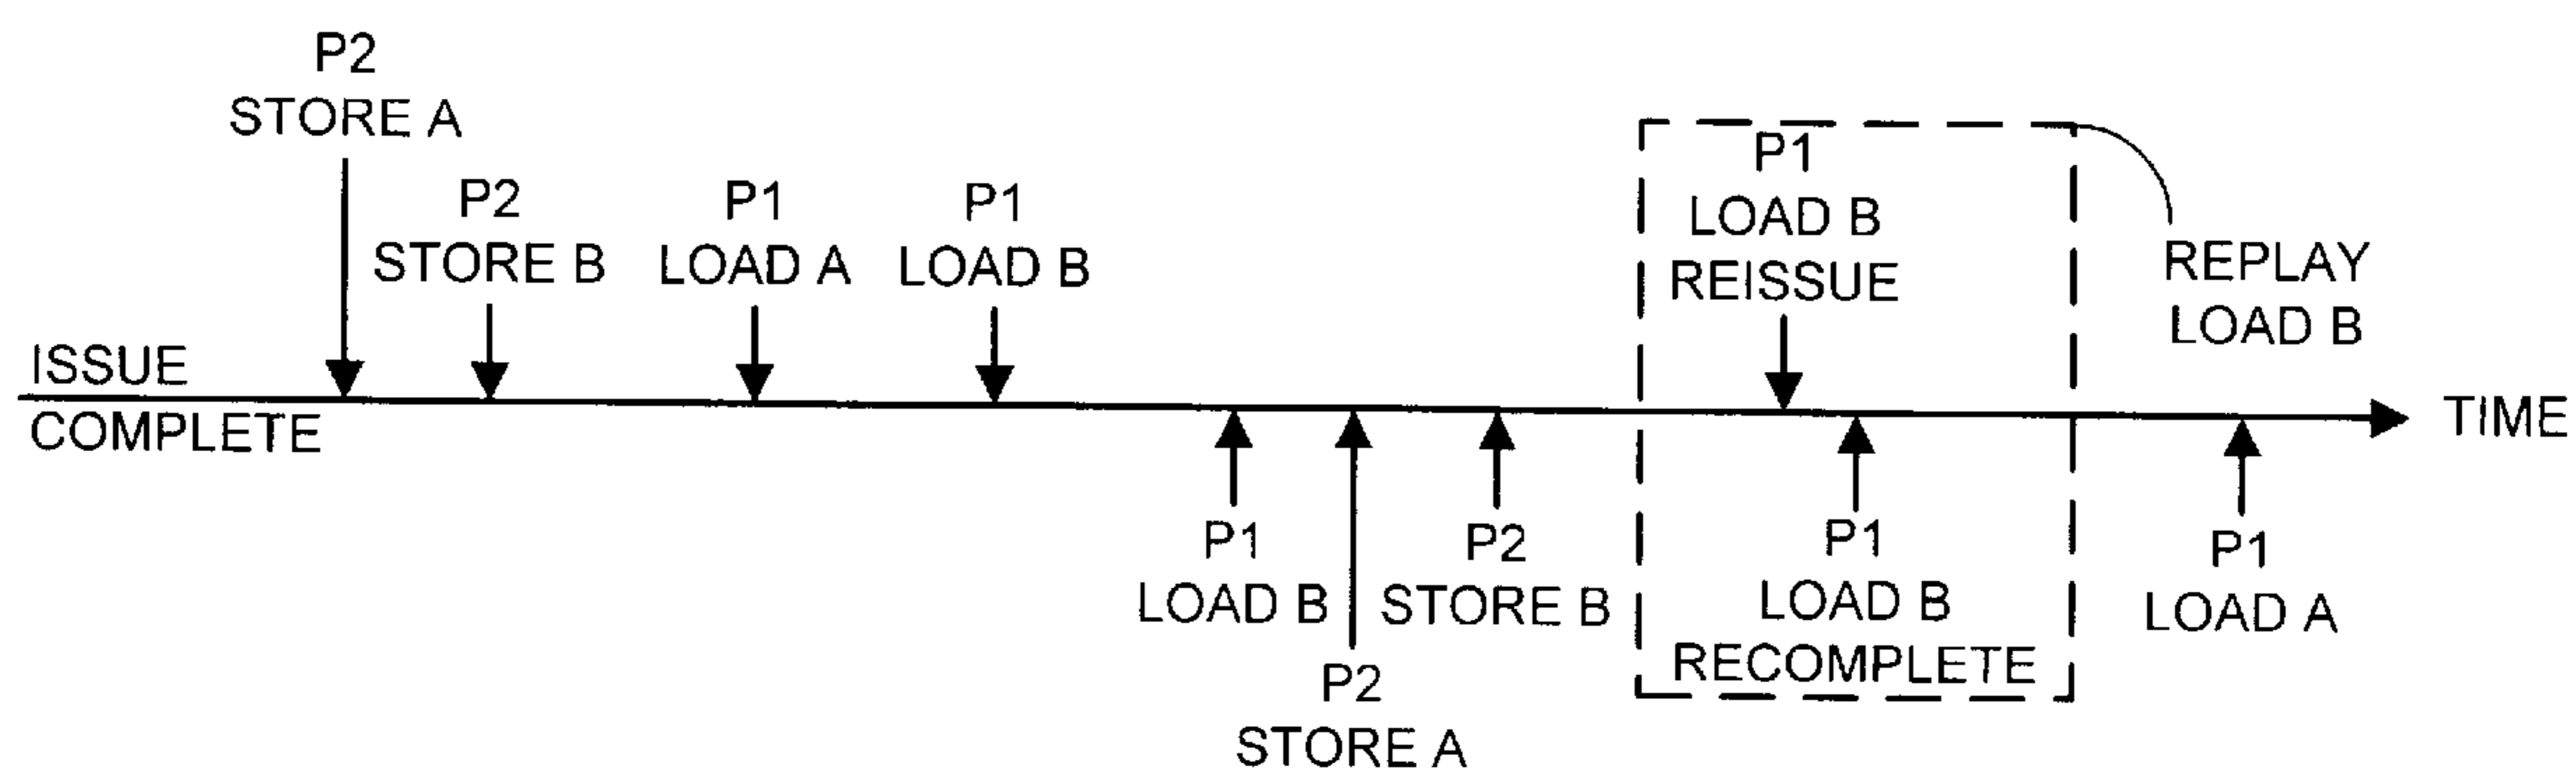 P2
STORE A
P2
STORE B
P1
LOAD A
P1
LOAD B
P1
LOAD B
REISSUE
REPLAY
LOAD B
ISSUE
COMPLETE
TIME
P1
LOAD B
P2
STORE A
P2
STORE B
P1
LOAD B
RECOMPLETE
P1
LOAD A